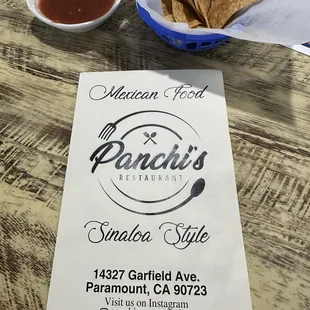 Mexican Food
Panchi's
RESTAURANT
Sinaloa Style
14327 Garfield Ave.
Paramount, CA 90723
Visit us on Instagram